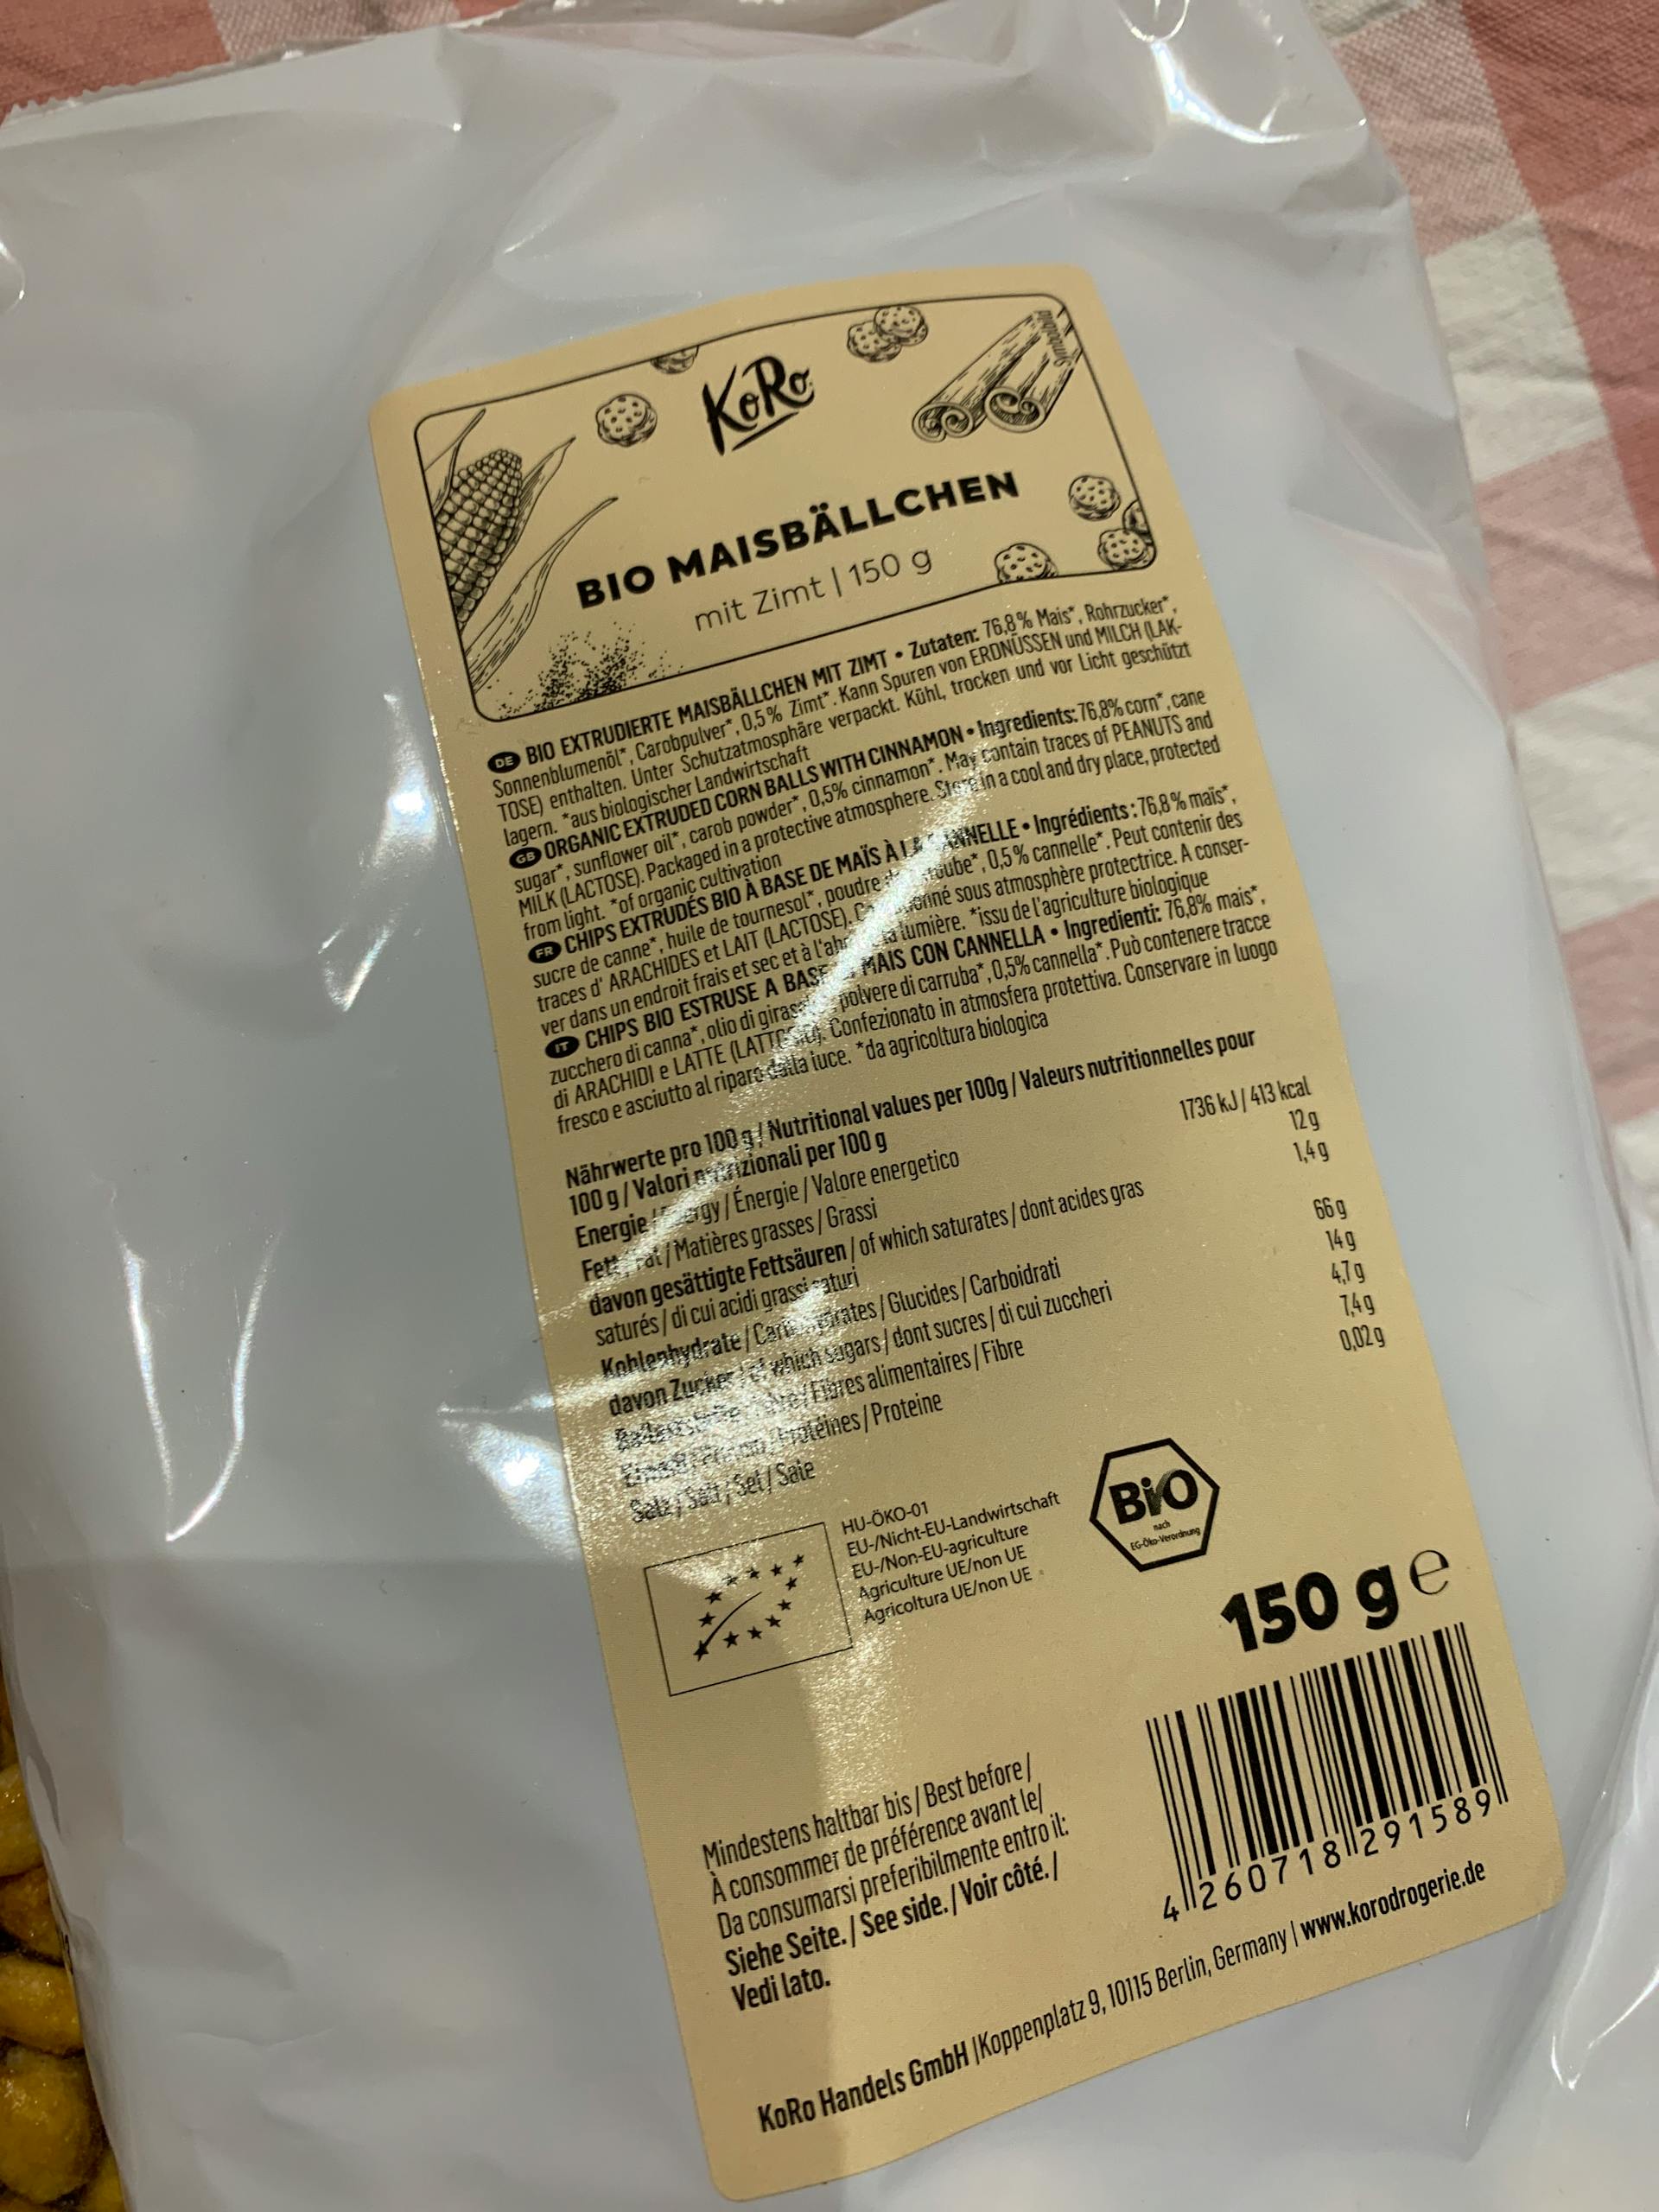 KoRo
BIO MAISBÄLLCHEN
mit Zimt | 150 g
DE BIO EXTRUDIERTE MAISBÄLLCHEN MIT ZIMT • Zutaten: 76,8% Mais*, Rohrzucker*,
Sonnenblumenöl*, Carobpulver*, 0,5% Zimt*. Kann Spuren von ERDNÜSSEN und MILCH (LAK-
TOSE) enthalten. Unter Schutzatmosphäre verpackt. Kühl, trocken und vor Licht geschützt
lagern. *aus biologischer Landwirtschaft
GB ORGANIC EXTRUDED CORN BALLS WITH CINNAMON • Ingredients: 76,8% corn*, cane
sugar*, sunflower oil*, carob powder*, 0,5% cinnamon*. May contain traces of PEANUTS and
MILK (LACTOSE). Packaged in a protective atmosphere. Store in a cool and dry place, protected
from light. *of organic cultivation
FR CHIPS EXTRUDÉS BIO À BASE DE MAÏS À LA CANNELLE • Ingrédients : 76,8% maïs*,
sucre de canne*, huile de tournesol*, poudre 0,5% cannelle*. Peut contenir des
traces d' ARACHIDES et LAIT (LACTOSE). sous atmosphère protectrice. A conser-
ver dans un endroit frais et sec et à lumière. *issu de l'agriculture biologique
IT CHIPS BIO ESTRUSE A BASE MAIS CON CANNELLA • Ingredienti: 76,8% mais*,
zucchero di canna*, olio di polvere di carruba*, 0,5% cannella*. Può contenere tracce
di ARACHIDI e LATTE Confezionato in atmosfera protettiva. Conservare in luogo
fresco e asciutto al riparo dalla luce. *da agricoltura biologica
Nährwerte pro 100 g / Nutritional values per 100g / Valeurs nutritionnelles pour
100 g / Valori nutrizionali per 100 g
Energie / Energy / Énergie / Valore energetico 1736 kJ / 413 kcal
Fett / Fat / Matières grasses / Grassi 12 g
davon gesättigte Fettsäuren / of which saturates / dont acides gras 1,4 g
saturés / di cui acidi grassi saturi
Kohlenhydrate / Carbohydrates / Glucides / Carboidrati 66 g
davon Zucker / of which sugars / dont sucres / di cui zuccheri 14 g
Fibres alimentaires / Fibre 4,7 g
Protéines / Proteine 7,4 g
Salz / Salt / Sel / Sale 0,02 g
HU-ÖKO-01
EU-/Nicht-EU-Landwirtschaft
EU-/Non-EU-agriculture
Agriculture UE/non UE
Agricoltura UE/non UE
BiO
nach
EG-Öko-Verordnung
150 g e
Mindestens haltbar bis / Best before /
À consommer de préférence avant le/
Da consumarsi preferibilmente entro il:
Siehe Seite. / See side. / Voir côté. /
Vedi lato.
4 260718 291589
KoRo Handels GmbH | Koppenplatz 9, 10115 Berlin, Germany | www.korodrogerie.de